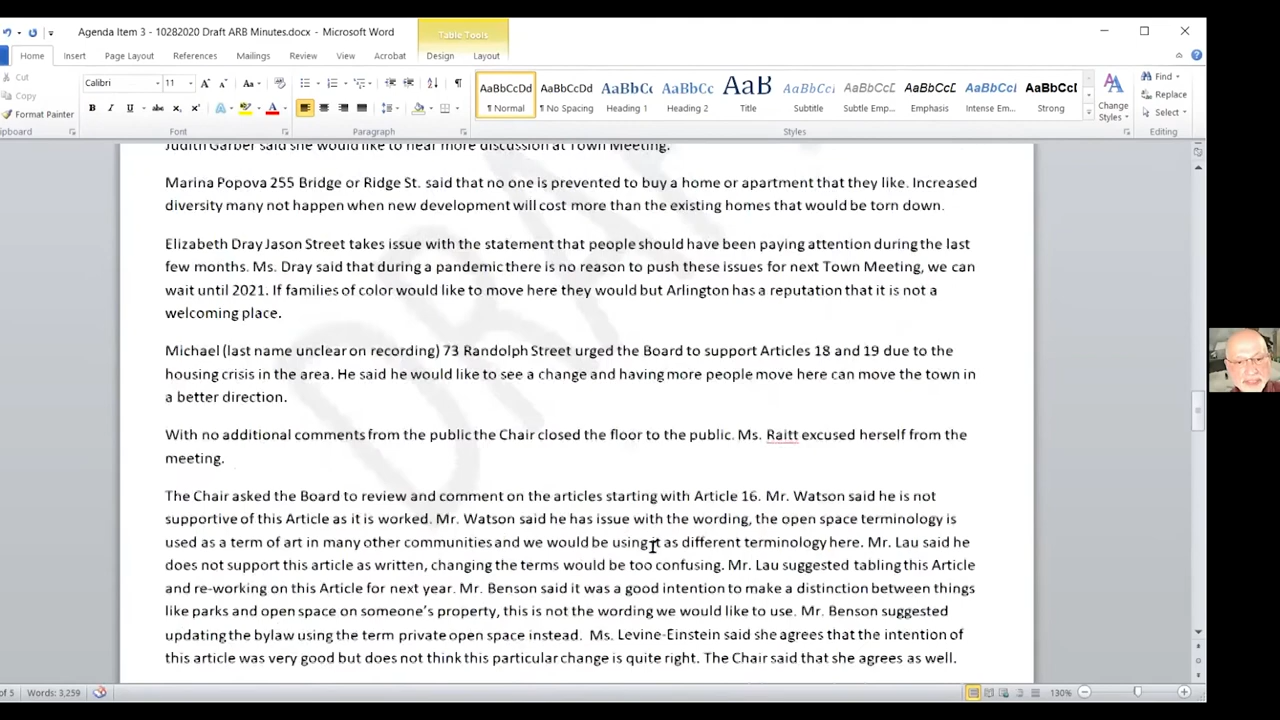 Agenda Item 3 - 10282020 Draft ARB Minutes.docx - Microsoft Word
Table Tools
Home Insert Page Layout References Mailings Review View Acrobat Design Layout
Cut
Copy
Format Painter
Calibri 11
Clipboard Font Paragraph Styles Editing
AaBbCcDd AaBbCcDd AaBbCc AaBbCc AaB AaBbCc AaBbCcDd AaBbCcDd AaBbCcDd AaBbCcDd
¶ Normal ¶ No Spacing Heading 1 Heading 2 Title Subtitle Subtle Emp... Emphasis Intense Em... Strong
Change
Styles
Find
Replace
Select
DRAFT
Judith Garber said she would like to hear more discussion at Town Meeting.
Marina Popova 255 Bridge or Ridge St. said that no one is prevented to buy a home or apartment that they like. Increased
diversity many not happen when new development will cost more than the existing homes that would be torn down.
Elizabeth Dray Jason Street takes issue with the statement that people should have been paying attention during the last
few months. Ms. Dray said that during a pandemic there is no reason to push these issues for next Town Meeting, we can
wait until 2021. If families of color would like to move here they would but Arlington has a reputation that it is not a
welcoming place.
Michael (last name unclear on recording) 73 Randolph Street urged the Board to support Articles 18 and 19 due to the
housing crisis in the area. He said he would like to see a change and having more people move here can move the town in
a better direction.
With no additional comments from the public the Chair closed the floor to the public. Ms. Raitt excused herself from the
meeting.
The Chair asked the Board to review and comment on the articles starting with Article 16. Mr. Watson said he is not
supportive of this Article as it is worked. Mr. Watson said he has issue with the wording, the open space terminology is
used as a term of art in many other communities and we would be using it as different terminology here. Mr. Lau said he
does not support this article as written, changing the terms would be too confusing. Mr. Lau suggested tabling this Article
and re-working on this Article for next year. Mr. Benson said it was a good intention to make a distinction between things
like parks and open space on someone's property, this is not the wording we would like to use. Mr. Benson suggested
updating the bylaw using the term private open space instead. Ms. Levine-Einstein said she agrees that the intention of
this article was very good but does not think this particular change is quite right. The Chair said that she agrees as well.
of 5 Words: 3,259 130%